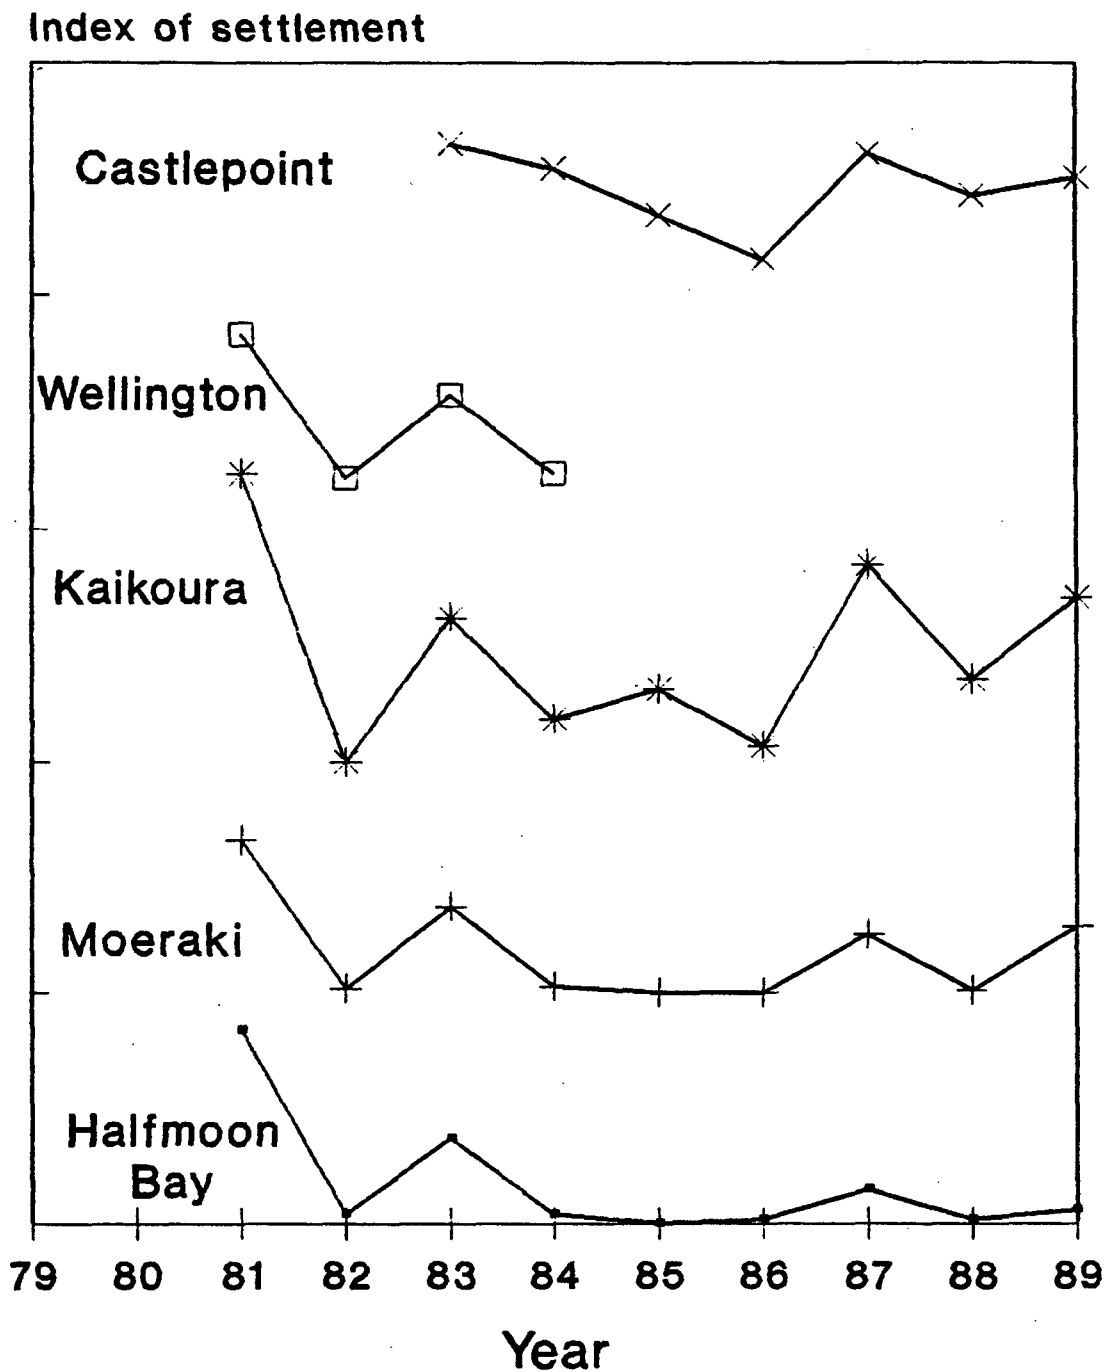 Index of settlement
Castlepoint
Wellington
Kaikoura
Moeraki
Halfmoon
Bay
79 80 81 82 83 84 85 86 87 88 89
Year